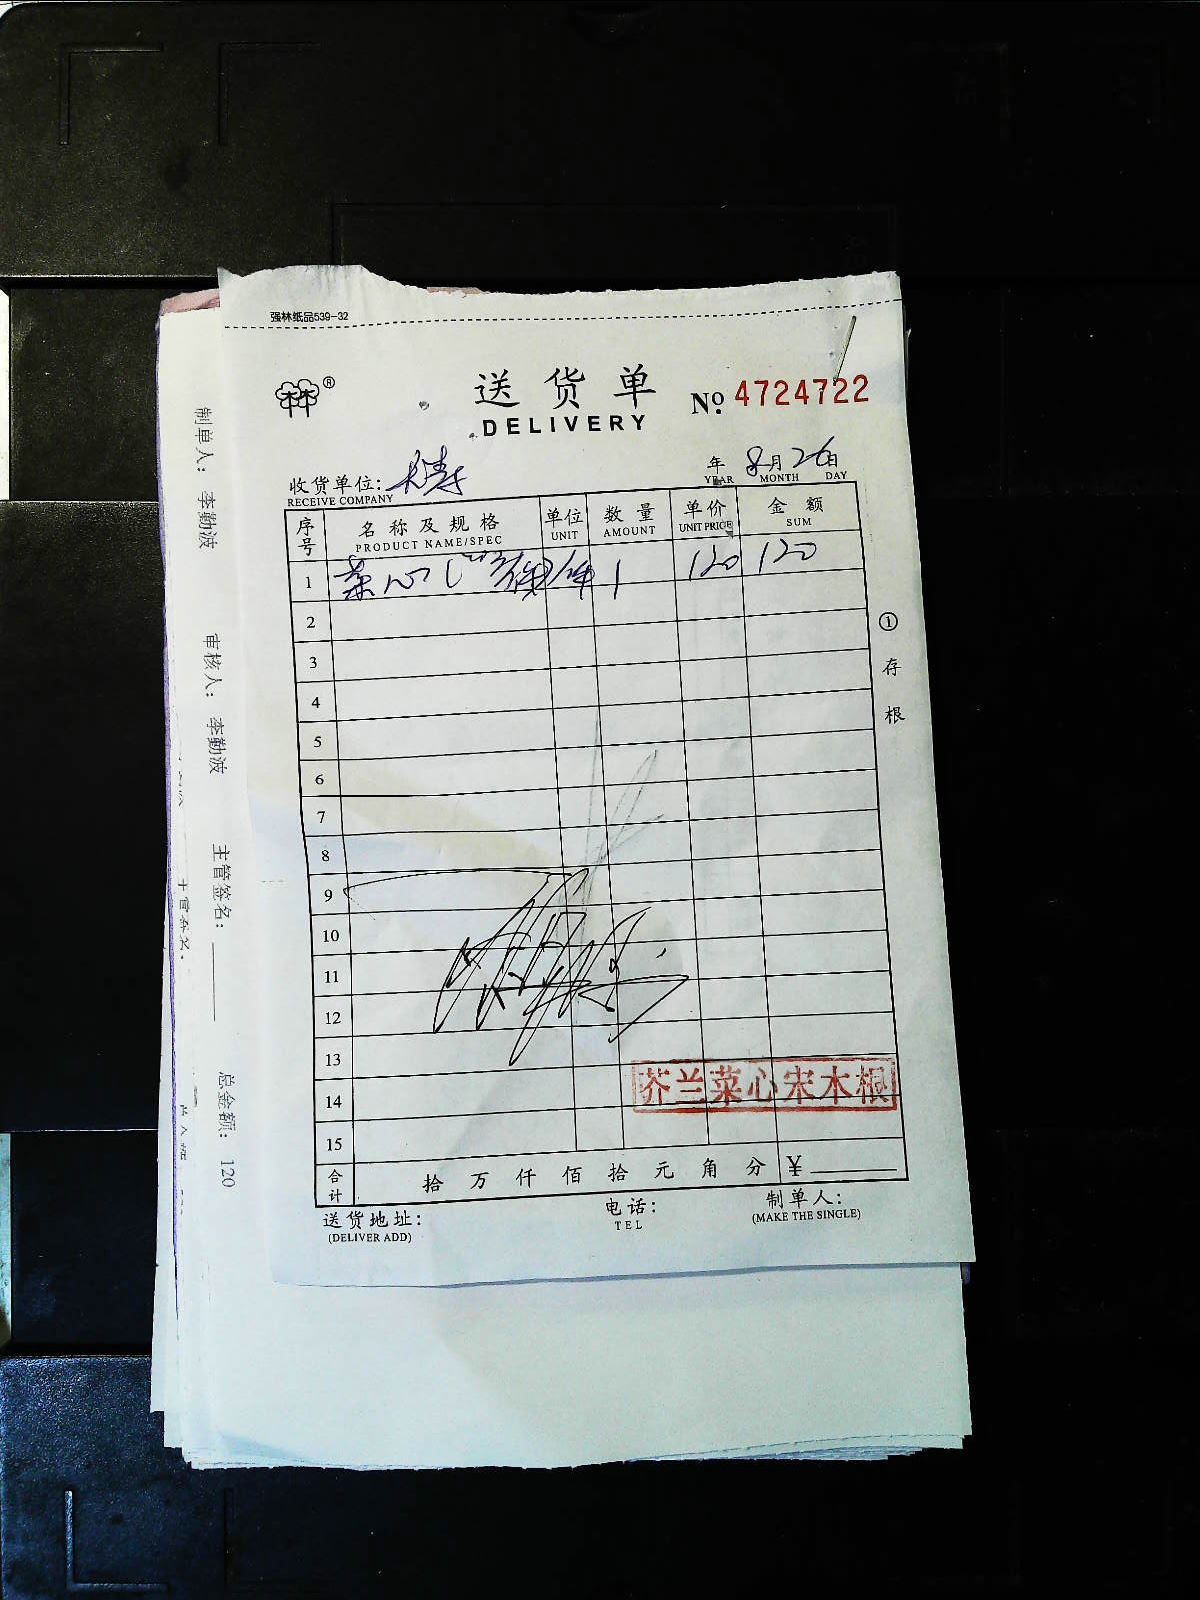 强林纸品539-32
林®
送货单
DELIVERY
№ 4724722
收货单位:
RECEIVE COMPANY
年 8月26日
YEAR MONTH DAY
序号 名称及规格 单位 数量 单价 金额
PRODUCT NAME/SPEC UNIT AMOUNT UNIT PRICE SUM
1 菜心 件 1 120 120
2
3
4
5
6
7
8
9
10
11
12
13
14
15
芥兰菜心宋木根
合计 拾万仟佰拾元角分 ¥
送货地址: 电话: 制单人:
(DELIVER ADD) TEL (MAKE THE SINGLE)
①存根
制单人: 李勤波 审核人: 李勤波 主管签名: 总金额: 120